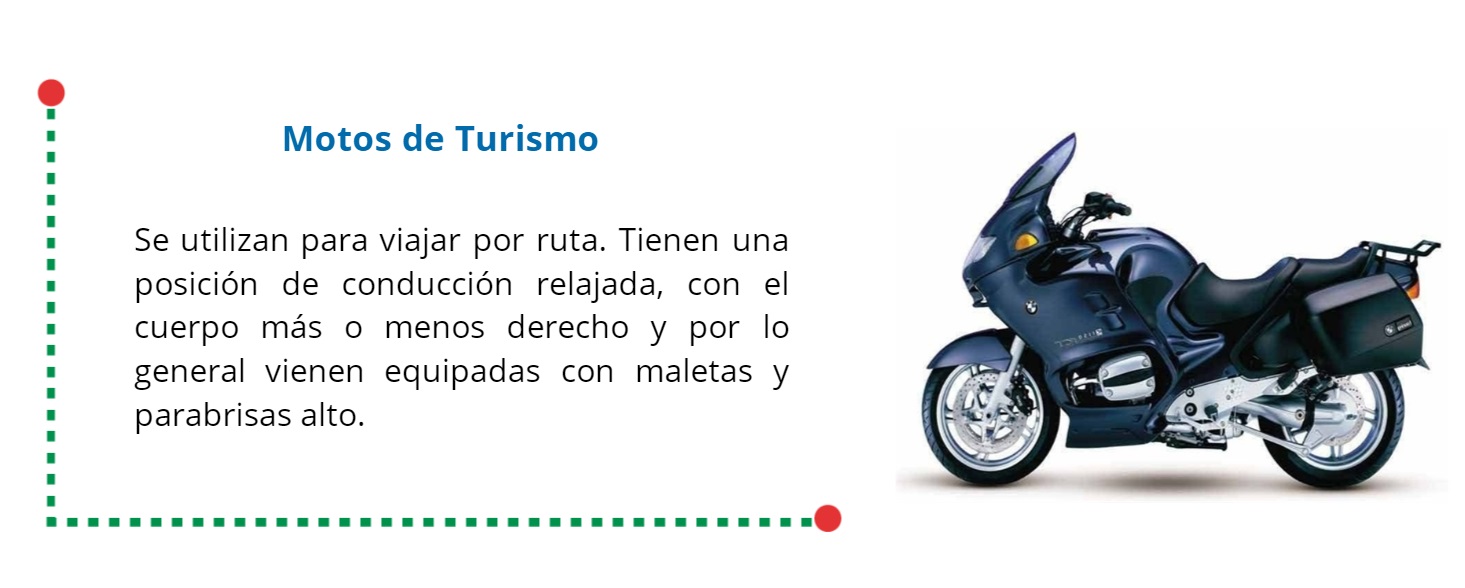 Motos de Turismo
Se utilizan para viajar por ruta. Tienen una
posición de conducción relajada, con el
cuerpo más o menos derecho y por lo
general vienen equipadas con maletas y
parabrisas alto.